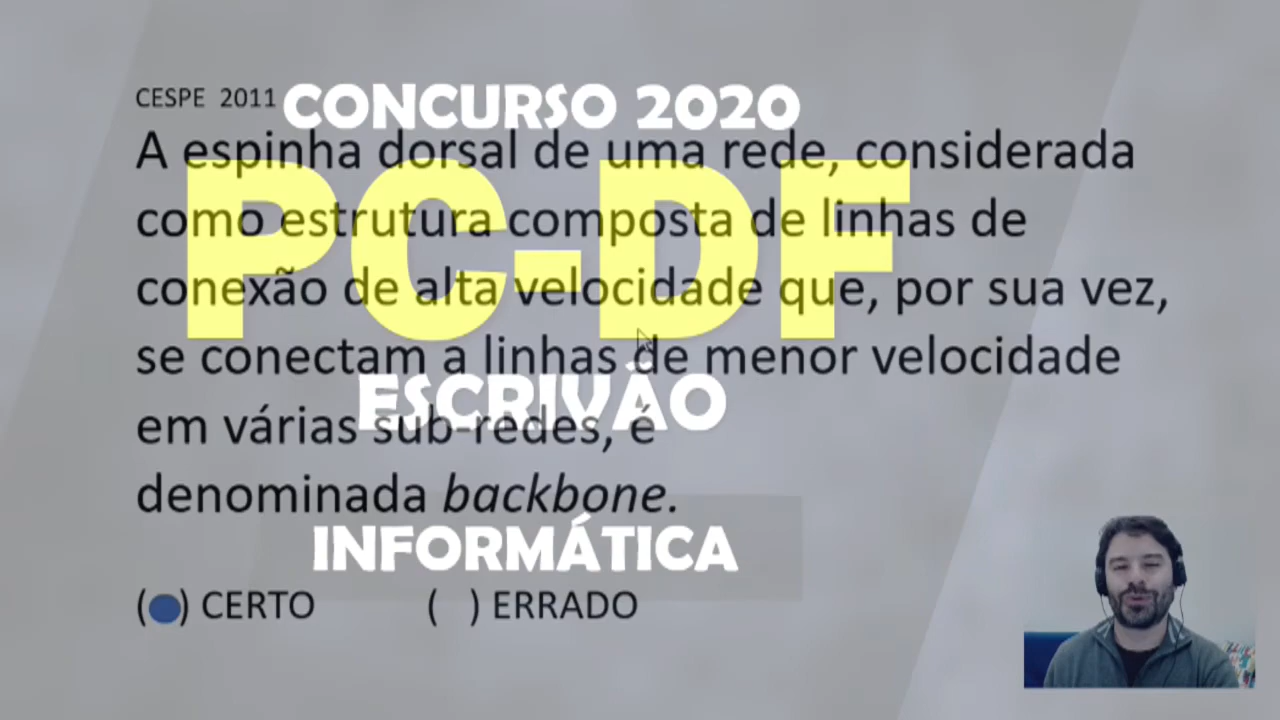 CESPE 2011
CONCURSO 2020
A espinha dorsal de uma rede, considerada
PC-DF
como estrutura composta de linhas de
conexão de alta velocidade que, por sua vez,
se conectam a linhas de menor velocidade
ESCRIVÃO
em várias sub-redes, é
denominada backbone.
INFORMÁTICA
( ) CERTO ( ) ERRADO